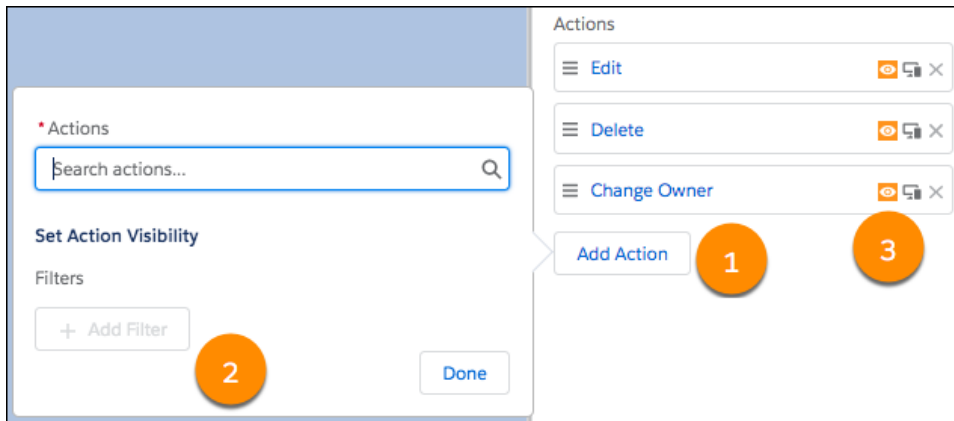 Actions
Edit
Delete
Change Owner
Add Action
1
3
*Actions
Search actions...
Set Action Visibility
Filters
+ Add Filter
2
Done